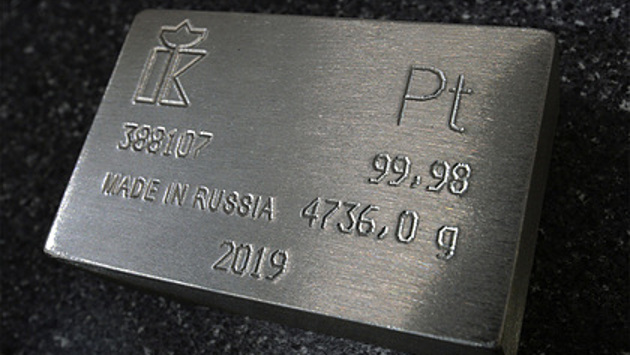 Pt
388107
99,98
MADE IN RUSSIA
4736,0 g
2019